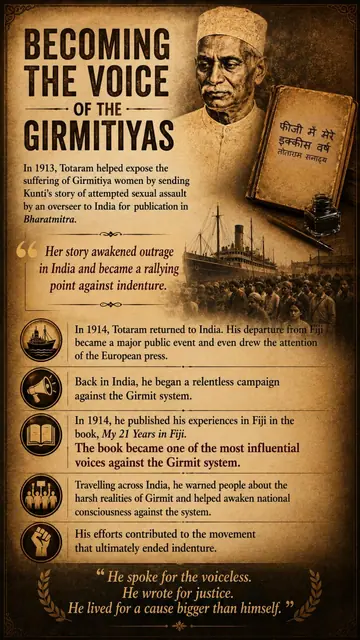 BECOMING
THE VOICE
OF THE
GIRMITIYAS
In 1913, Totaram helped expose the
suffering of Girmitiya women by sending
Kunti's story of attempted sexual assault
by an overseer to India for publication in
Bharatmitra.
फीजी में मेरे
इक्कीस वर्ष
तोताराम सनाढ्य
“ Her story awakened outrage
in India and became a rallying
point against indenture.
In 1914, Totaram returned to India. His departure from Fiji
became a major public event and even drew the attention
of the European press.
Back in India, he began a relentless campaign
against the Girmit system.
In 1914, he published his experiences in Fiji in the
book, My 21 Years in Fiji.
The book became one of the most influential
voices against the Girmit system.
Travelling across India, he warned people about the
harsh realities of Girmit and helped awaken national
consciousness against the system.
His efforts contributed to the movement
that ultimately ended indenture.
“ He spoke for the voiceless.
He wrote for justice.
He lived for a cause bigger than himself. ”